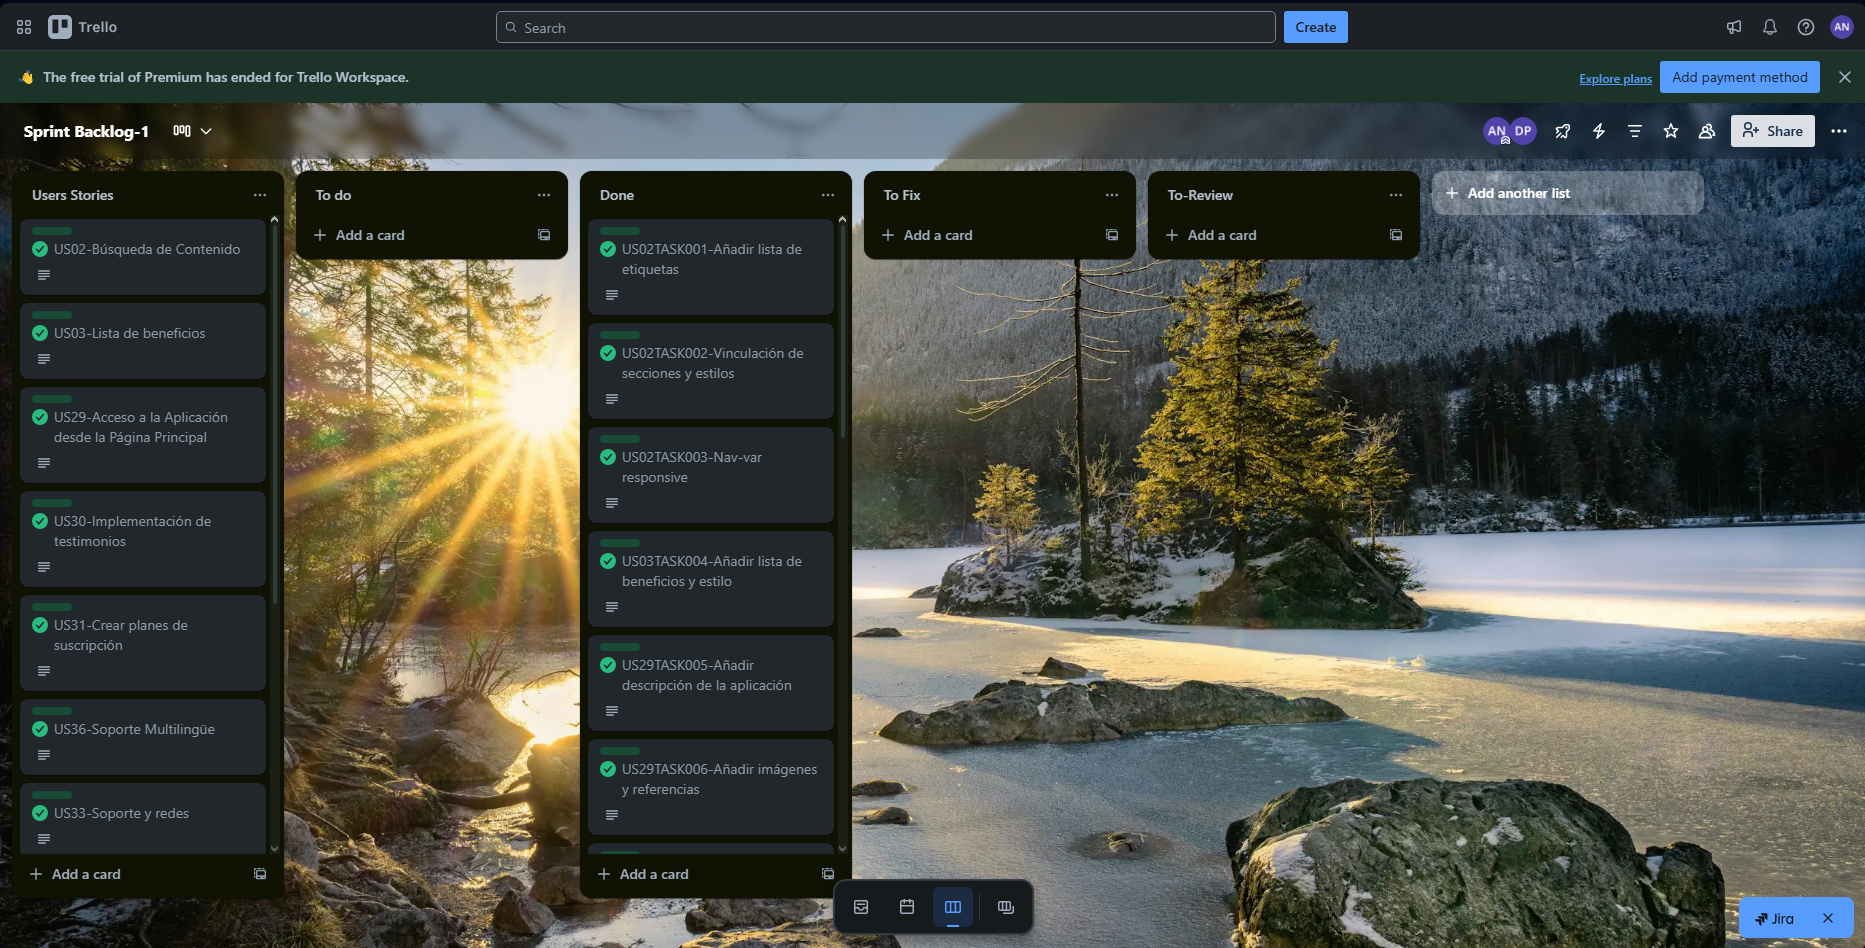 Trello
Search
Create
AN
The free trial of Premium has ended for Trello Workspace.
Explore plans
Add payment method
Sprint Backlog-1
AN
DP
Share
Users Stories
US02-Búsqueda de Contenido
US03-Lista de beneficios
US29-Acceso a la Aplicación
desde la Página Principal
US30-Implementación de
testimonios
US31-Crear planes de
suscripción
US36-Soporte Multilingüe
US33-Soporte y redes
Add a card
To do
Add a card
Done
US02TASK001-Añadir lista de
etiquetas
US02TASK002-Vinculación de
secciones y estilos
US02TASK003-Nav-var
responsive
US03TASK004-Añadir lista de
beneficios y estilo
US29TASK005-Añadir
descripción de la aplicación
US29TASK006-Añadir imágenes
y referencias
Add a card
To Fix
Add a card
To-Review
Add a card
Add another list
Jira